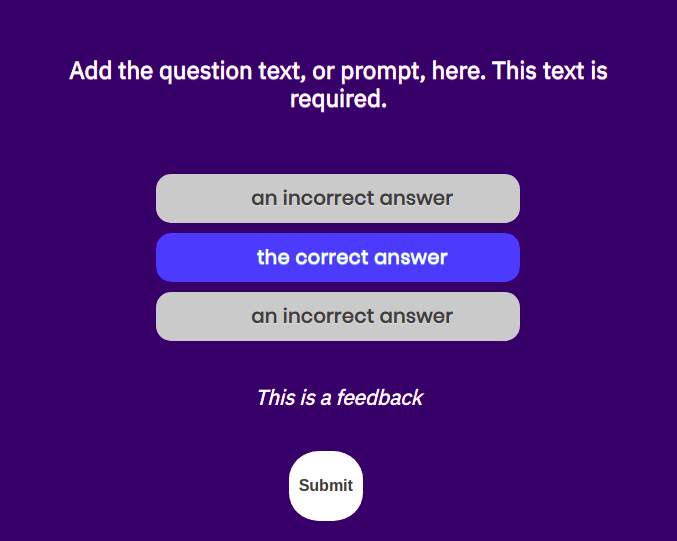 Add the question text, or prompt, here. This text is
required.
an incorrect answer
the correct answer
an incorrect answer
This is a feedback
Submit